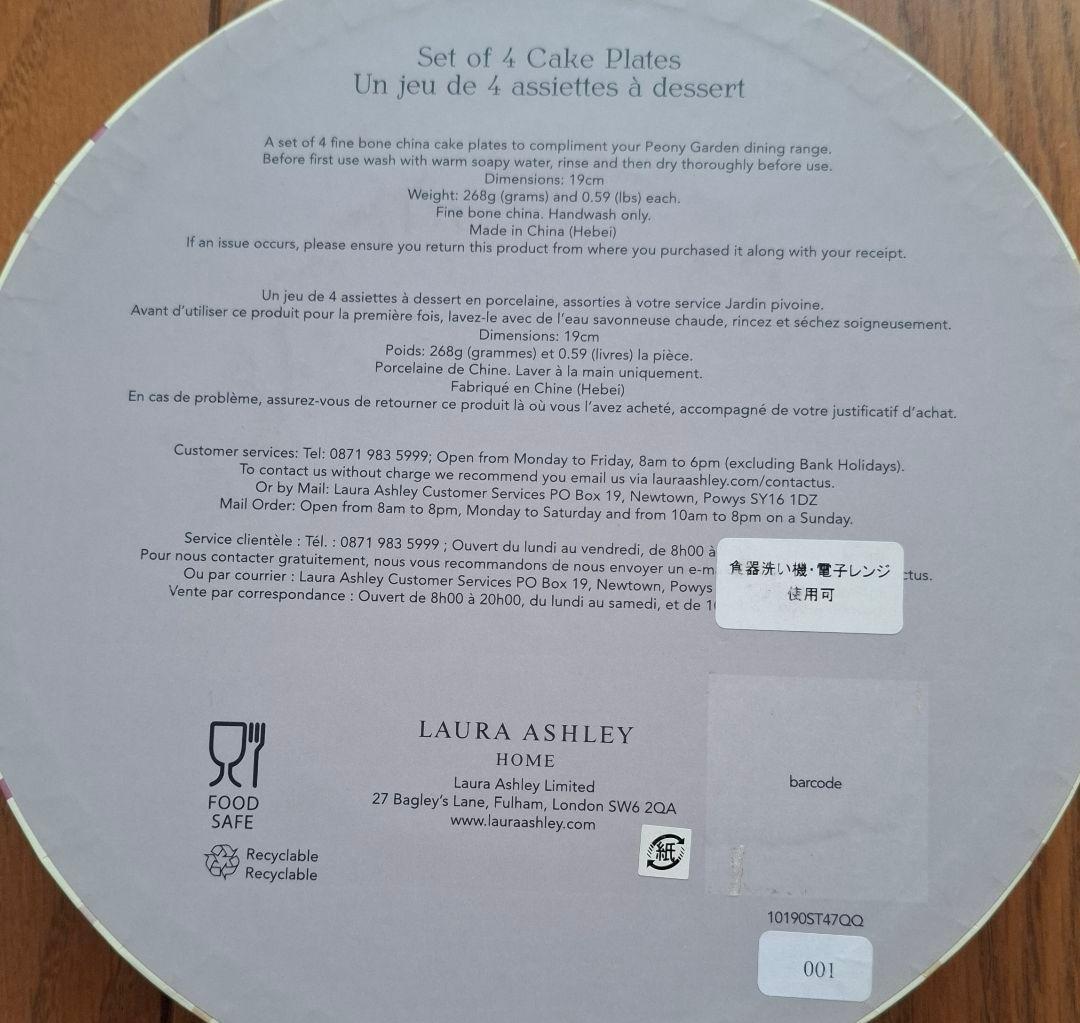 Set of 4 Cake Plates
Un jeu de 4 assiettes à dessert
A set of 4 fine bone china cake plates to compliment your Peony Garden dining range.
Before first use wash with warm soapy water, rinse and then dry thoroughly before use.
Dimensions: 19cm
Weight: 268g (grams) and 0.59 (lbs) each.
Fine bone china. Handwash only.
Made in China (Hebei)
If an issue occurs, please ensure you return this product from where you purchased it along with your receipt.
Un jeu de 4 assiettes à dessert en porcelaine, assorties à votre service Jardin pivoine.
Avant d'utiliser ce produit pour la première fois, lavez-le avec de l'eau savonneuse chaude, rincez et séchez soigneusement.
Dimensions: 19cm
Poids: 268g (grammes) et 0.59 (livres) la pièce.
Porcelaine de Chine. Laver à la main uniquement.
Fabriqué en Chine (Hebei)
En cas de problème, assurez-vous de retourner ce produit là où vous l'avez acheté, accompagné de votre justificatif d'achat.
Customer services: Tel: 0871 983 5999; Open from Monday to Friday, 8am to 6pm (excluding Bank Holidays).
To contact us without charge we recommend you email us via lauraashley.com/contactus.
Or by Mail: Laura Ashley Customer Services PO Box 19, Newtown, Powys SY16 1DZ
Mail Order: Open from 8am to 8pm, Monday to Saturday and from 10am to 8pm on a Sunday.
Service clientèle : Tél. : 0871 983 5999 ; Ouvert du lundi au vendredi, de 8h00 à
Pour nous contacter gratuitement, nous vous recommandons de nous envoyer un e-m ctus.
Ou par courrier : Laura Ashley Customer Services PO Box 19, Newtown, Powys
Vente par correspondance : Ouvert de 8h00 à 20h00, du lundi au samedi, et de 1
食器洗い機・電子レンジ
使用可
FOOD
SAFE
Recyclable
Recyclable
LAURA ASHLEY
HOME
Laura Ashley Limited
27 Bagley's Lane, Fulham, London SW6 2QA
www.lauraashley.com
紙
barcode
10190ST47QQ
001